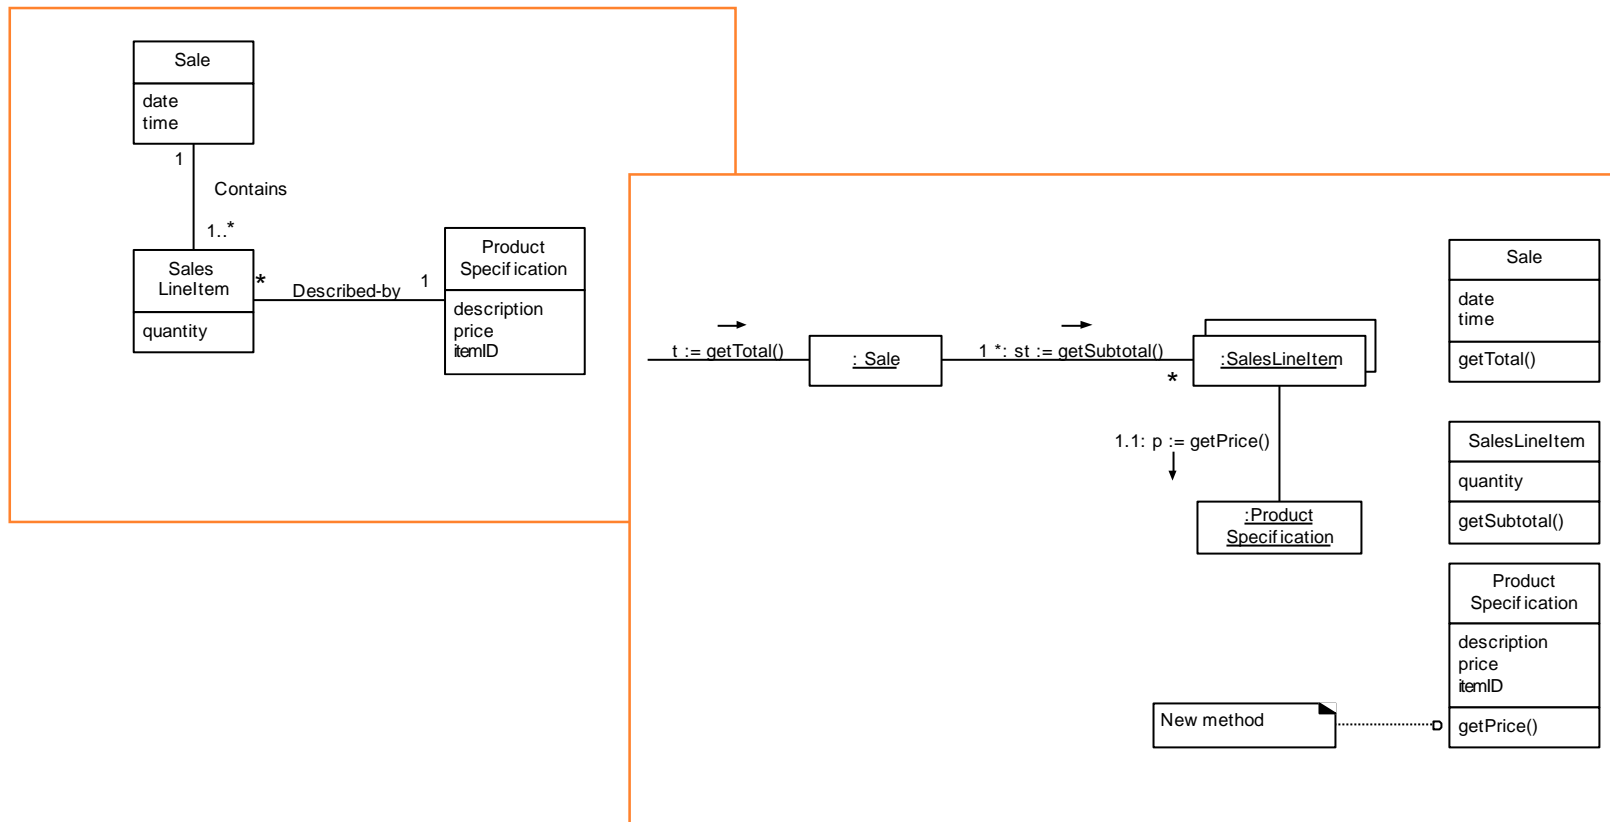 Sale
date
time
1
Contains
1..*
Sales
LineItem
quantity
*
Described-by
1
Product
Specification
description
price
itemID
t := getTotal()
: Sale
1 *: st := getSubtotal()
*
:SalesLineItem
1.1: p := getPrice()
:Product
Specification
Sale
date
time
getTotal()
SalesLineItem
quantity
getSubtotal()
Product
Specification
description
price
itemID
getPrice()
New method